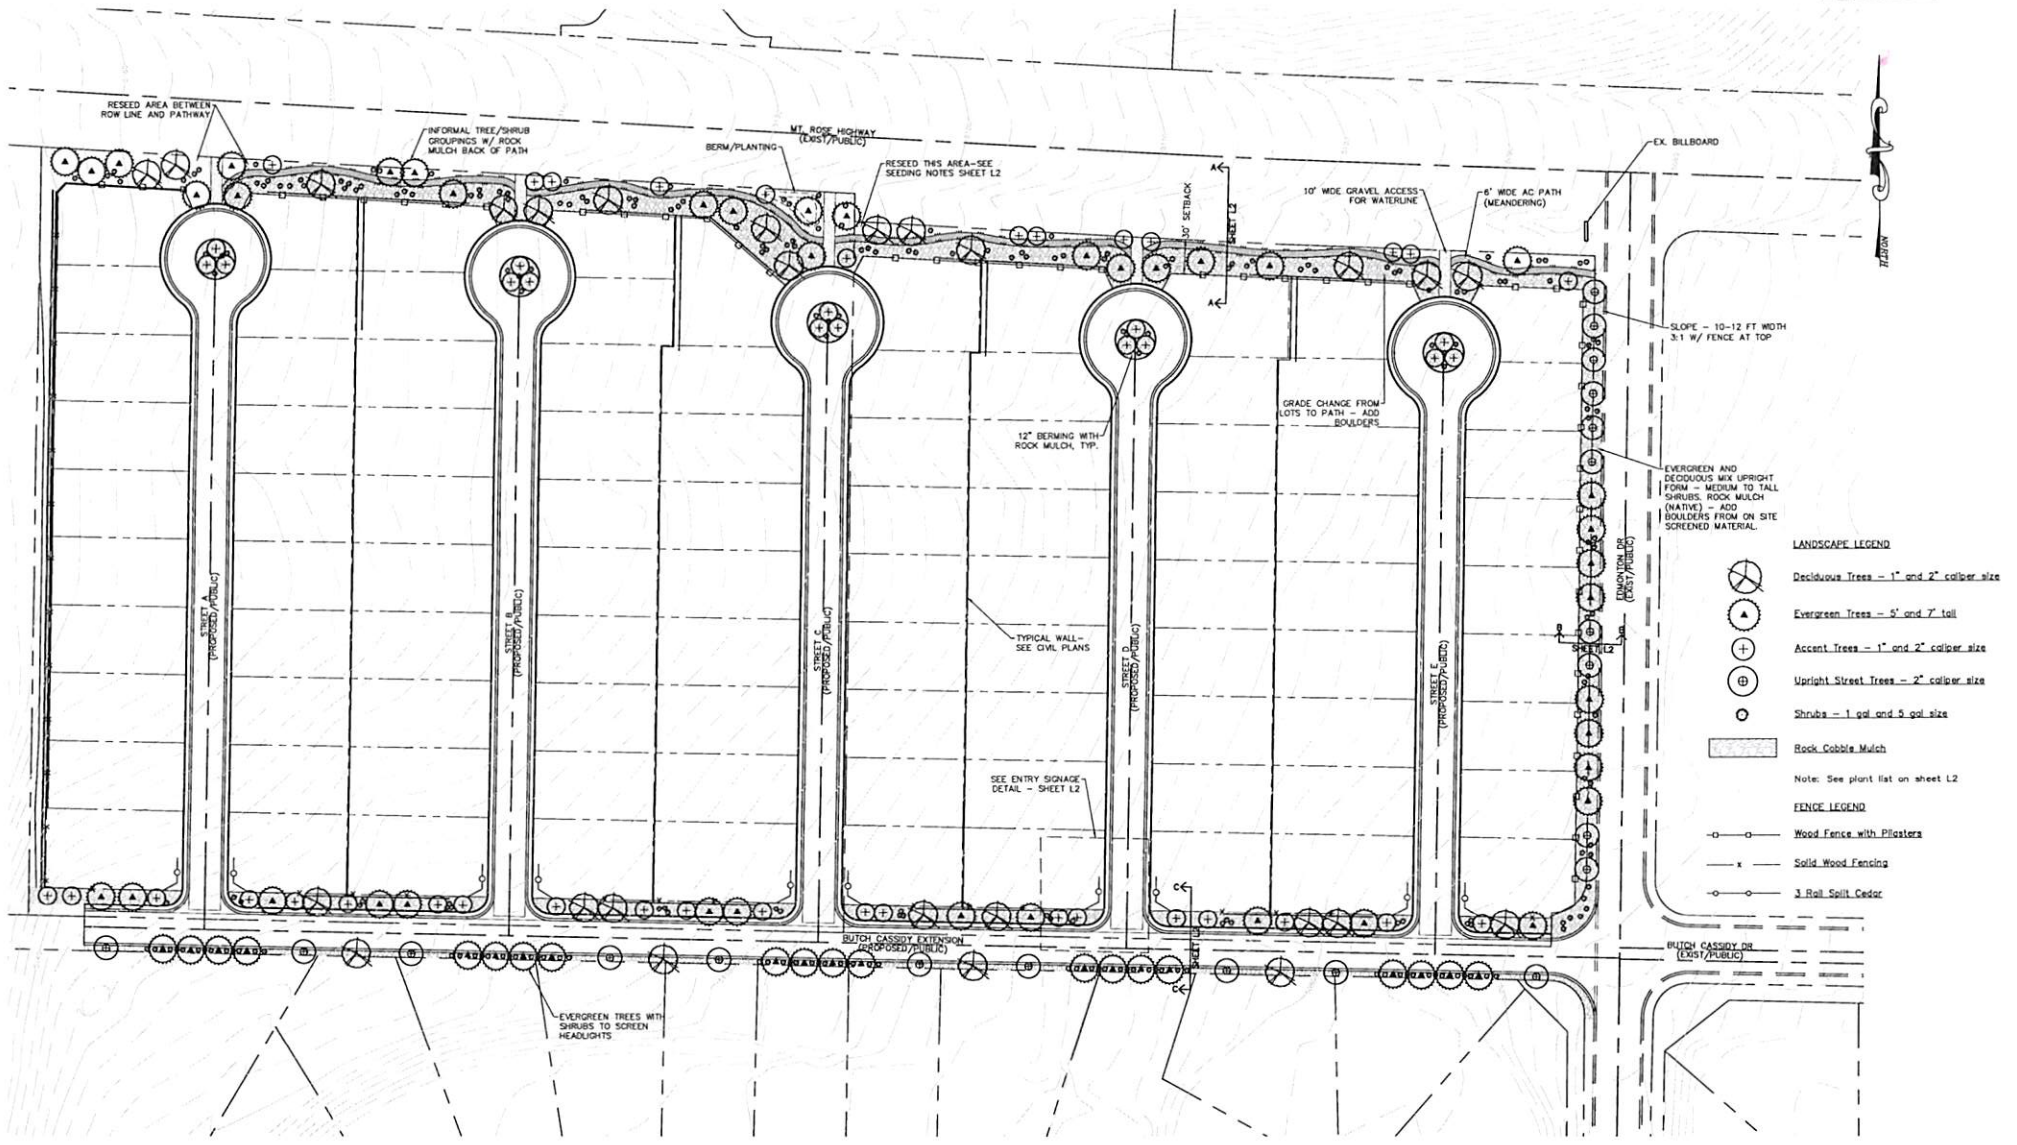 RESEED AREA BETWEEN
ROW LINE AND PATHWAY
INFORMAL TREE/SHRUB
GROUPINGS W/ ROCK
MULCH BACK OF PATH
MT. ROSE HIGHWAY
(EXIST/PUBLIC)
BERM/PLANTING
RESEED THIS AREA-SEE
SEEDING NOTES SHEET L2
A
30' SETBACK
SHEET L2
A
10' WIDE GRAVEL ACCESS
FOR WATERLINE
6' WIDE AC PATH
(MEANDERING)
EX. BILLBOARD
NORTH
SLOPE - 10-12 FT WIDTH
3:1 W/ FENCE AT TOP
GRADE CHANGE FROM
LOTS TO PATH - ADD
BOULDERS
12" BERMING WITH
ROCK MULCH, TYP.
EVERGREEN AND
DECIDUOUS MIX UPRIGHT
FORM - MEDIUM TO TALL
SHRUBS. ROCK MULCH
(NATIVE) - ADD
BOULDERS FROM ON SITE
SCREENED MATERIAL.
EDMONTON DR
(EXIST/PUBLIC)
STREET A
(PROPOSED/PUBLIC)
STREET B
(PROPOSED/PUBLIC)
STREET C
(PROPOSED/PUBLIC)
STREET D
(PROPOSED/PUBLIC)
STREET E
(PROPOSED/PUBLIC)
TYPICAL WALL-
SEE CIVIL PLANS
SHEET L2
SEE ENTRY SIGNAGE
DETAIL - SHEET L2
C
C
BUTCH CASSIDY EXTENSION
(PROPOSED/PUBLIC)
BUTCH CASSIDY DR
(EXIST/PUBLIC)
EVERGREEN TREES WITH
SHRUBS TO SCREEN
HEADLIGHTS
LANDSCAPE LEGEND
Deciduous Trees - 1" and 2" caliper size
Evergreen Trees - 5' and 7' tall
Accent Trees - 1" and 2" caliper size
Upright Street Trees - 2" caliper size
Shrubs - 1 gal and 5 gal size
Rock Cobble Mulch
Note: See plant list on sheet L2
FENCE LEGEND
Wood Fence with Pilasters
Solid Wood Fencing
3 Rail Split Cedar